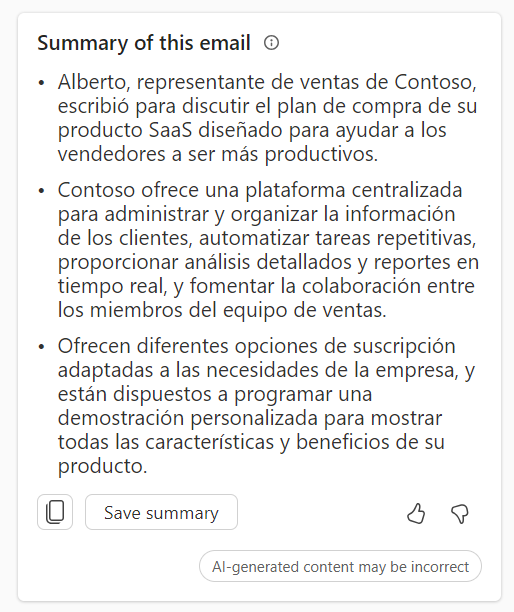 Summary of this email
• Alberto, representante de ventas de Contoso,
escribió para discutir el plan de compra de su
producto SaaS diseñado para ayudar a los
vendedores a ser más productivos.
• Contoso ofrece una plataforma centralizada
para administrar y organizar la información
de los clientes, automatizar tareas repetitivas,
proporcionar análisis detallados y reportes en
tiempo real, y fomentar la colaboración entre
los miembros del equipo de ventas.
• Ofrecen diferentes opciones de suscripción
adaptadas a las necesidades de la empresa, y
están dispuestos a programar una
demostración personalizada para mostrar
todas las características y beneficios de su
producto.
Save summary
AI-generated content may be incorrect